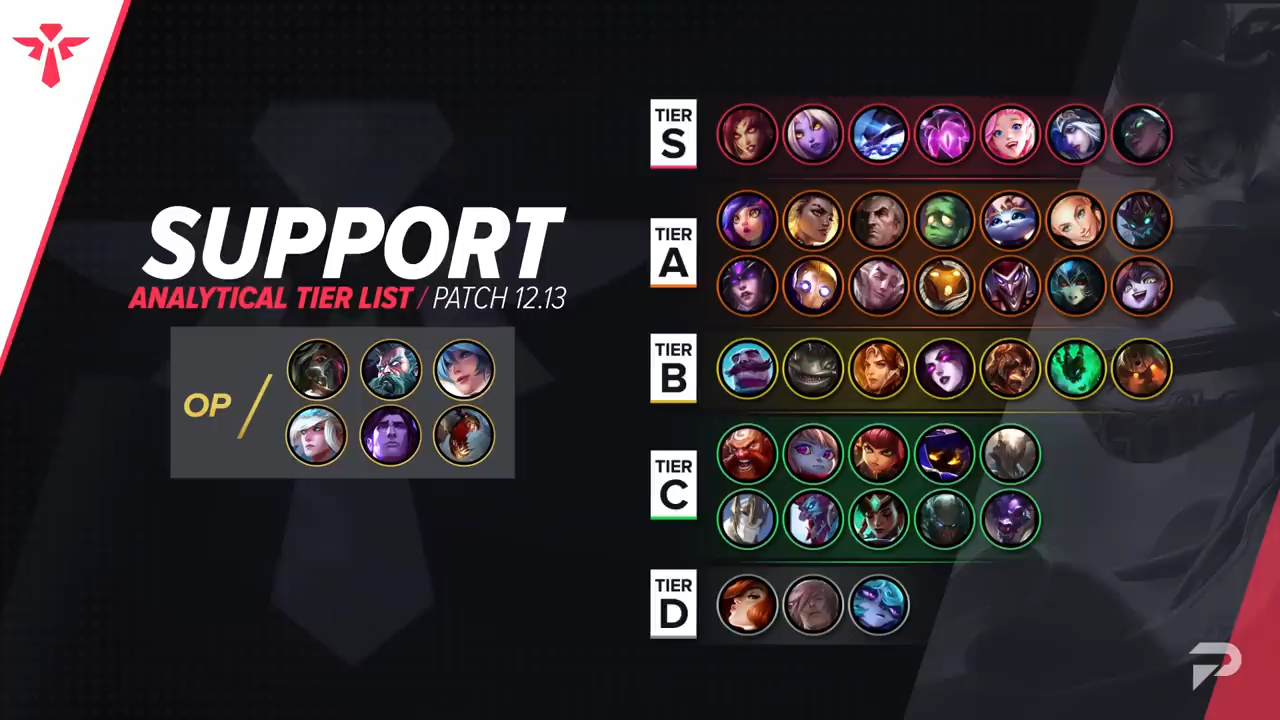 SUPPORT
ANALYTICAL TIER LIST / PATCH 12.13
OP /
TIER
S
TIER
A
TIER
B
TIER
C
TIER
D